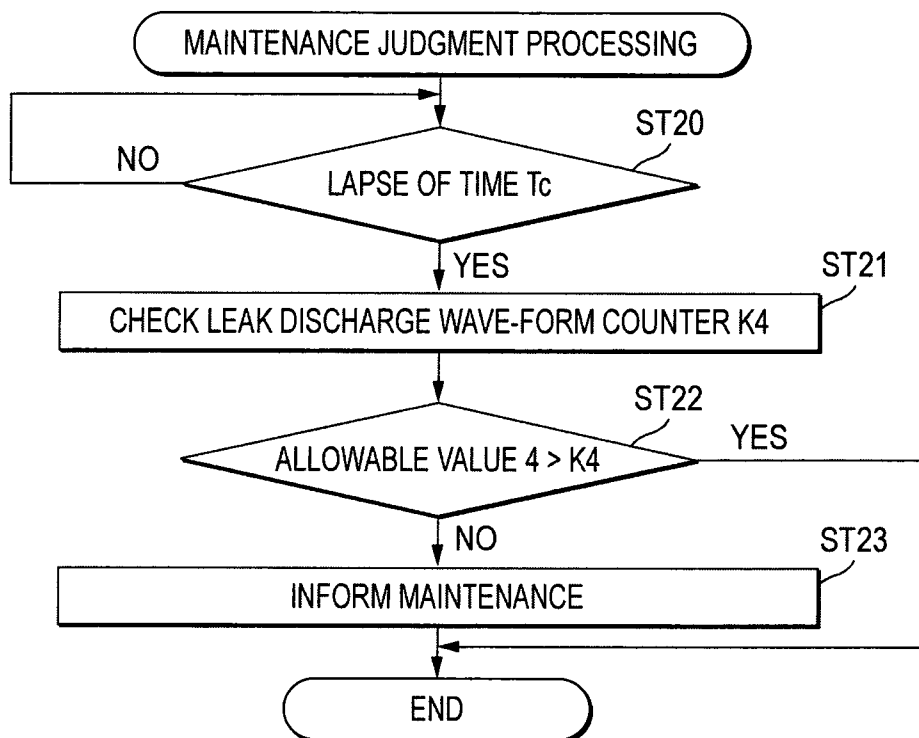 MAINTENANCE JUDGMENT PROCESSING
ST20
NO
LAPSE OF TIME Tc
YES
ST21
CHECK LEAK DISCHARGE WAVE-FORM COUNTER K4
ST22
YES
ALLOWABLE VALUE 4 > K4
NO
ST23
INFORM MAINTENANCE
END